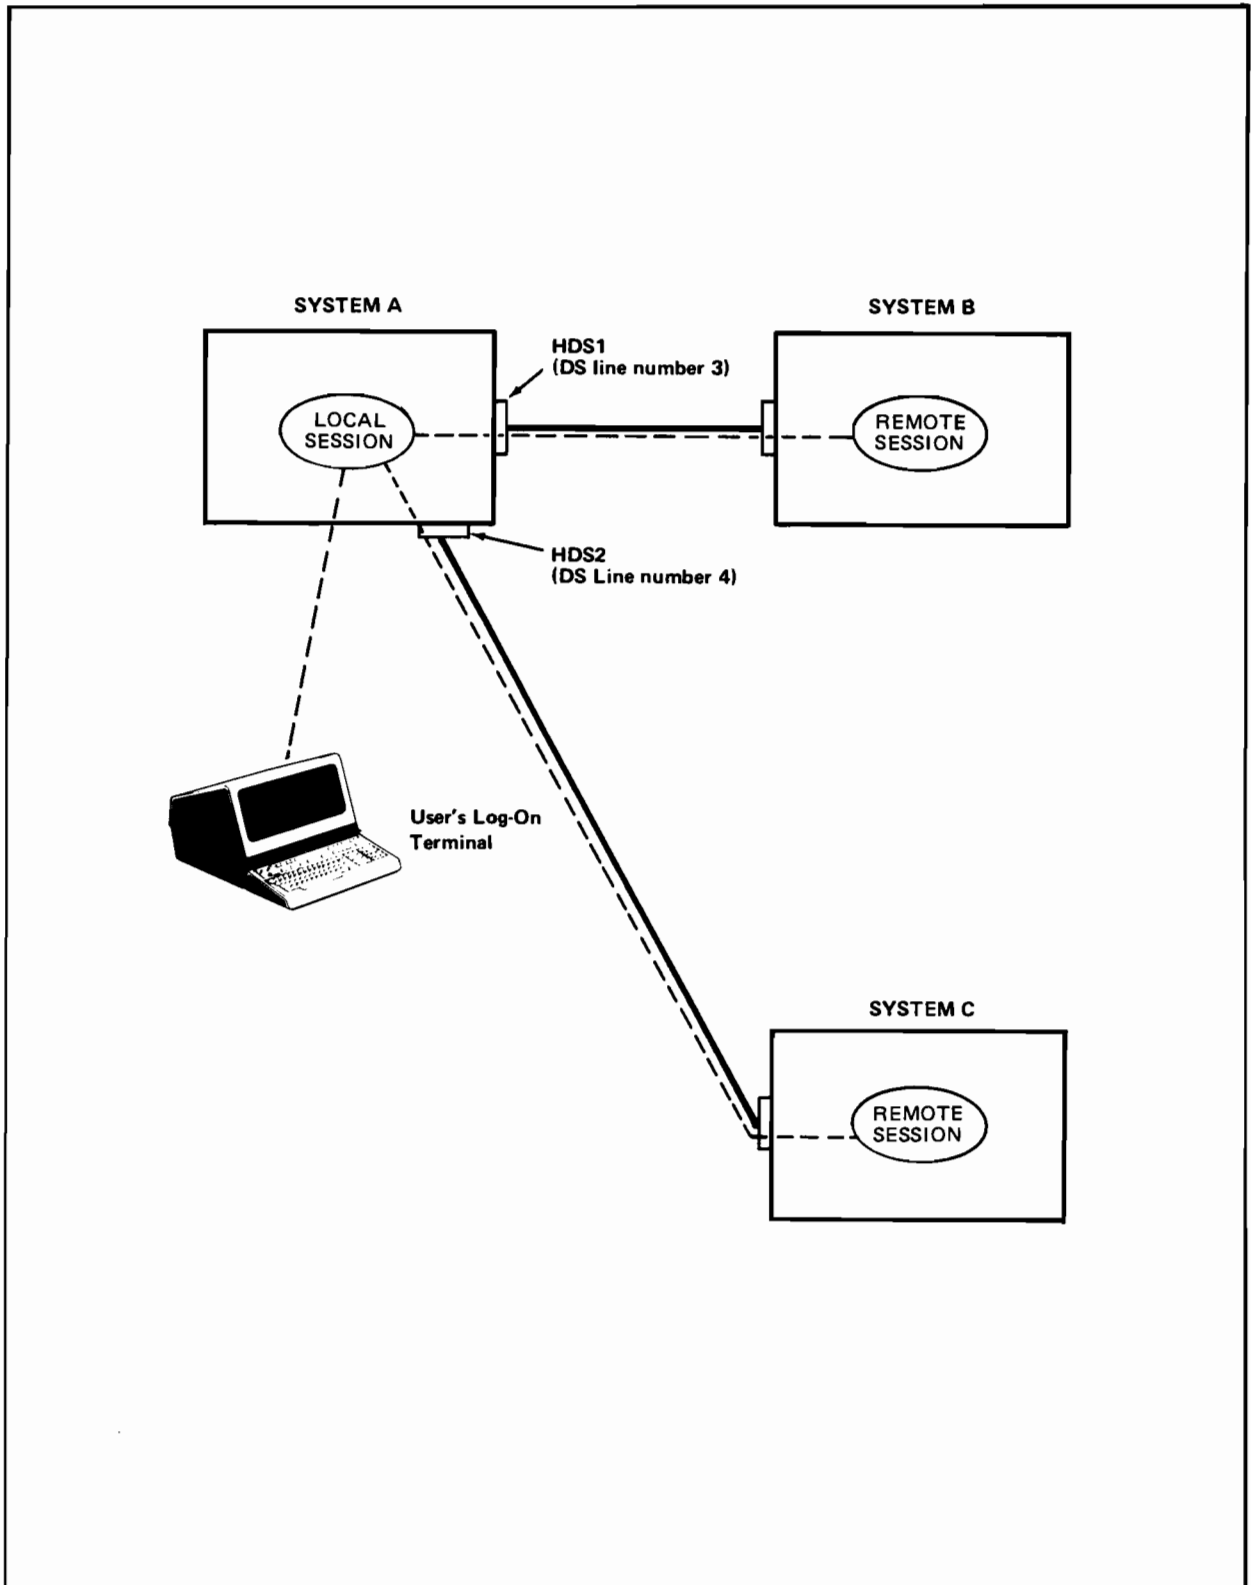 SYSTEM A
SYSTEM B
HDS1
(DS line number 3)
LOCAL
SESSION
REMOTE
SESSION
HDS2
(DS Line number 4)
User's Log-On
Terminal
SYSTEM C
REMOTE
SESSION